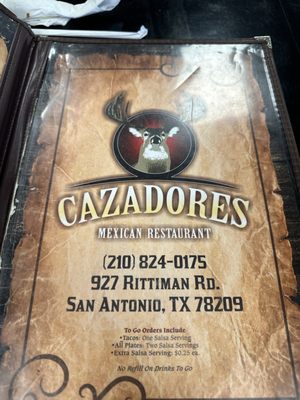 CAZADORES
MEXICAN RESTAURANT
(210) 824-0175
927 RITTIMAN RD.
SAN ANTONIO, TX 78209
To Go Orders Include
•Tacos: One Salsa Serving
•All Plates: Two Salsa Servings
•Extra Salsa Serving: $0.25 ea.
No Refill On Drinks To Go